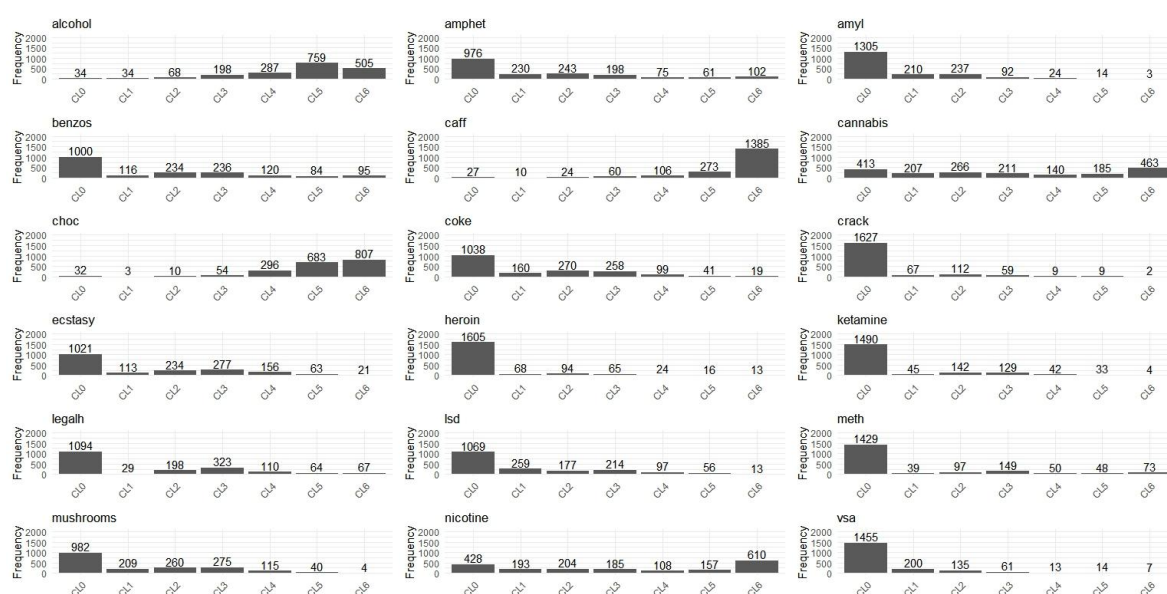 alcohol
amphet
amyl
Frequency
2000
1500
1000
500
0
34 34 68 198 287 759 505
CL0 CL1 CL2 CL3 CL4 CL5 CL6
Frequency
2000
1500
1000
500
0
976 230 243 198 75 61 102
CL0 CL1 CL2 CL3 CL4 CL5 CL6
Frequency
2000
1500
1000
500
0
1305 210 237 92 24 14 3
CL0 CL1 CL2 CL3 CL4 CL5 CL6
benzos
caff
cannabis
Frequency
2000
1500
1000
500
0
1000 116 234 236 120 84 95
CL0 CL1 CL2 CL3 CL4 CL5 CL6
Frequency
2000
1500
1000
500
0
27 10 24 60 106 273 1385
CL0 CL1 CL2 CL3 CL4 CL5 CL6
Frequency
2000
1500
1000
500
0
413 207 266 211 140 185 463
CL0 CL1 CL2 CL3 CL4 CL5 CL6
choc
coke
crack
Frequency
2000
1500
1000
500
0
32 3 10 54 296 683 807
CL0 CL1 CL2 CL3 CL4 CL5 CL6
Frequency
2000
1500
1000
500
0
1038 160 270 258 99 41 19
CL0 CL1 CL2 CL3 CL4 CL5 CL6
Frequency
2000
1500
1000
500
0
1627 67 112 59 9 9 2
CL0 CL1 CL2 CL3 CL4 CL5 CL6
ecstasy
heroin
ketamine
Frequency
2000
1500
1000
500
0
1021 113 234 277 156 63 21
CL0 CL1 CL2 CL3 CL4 CL5 CL6
Frequency
2000
1500
1000
500
0
1605 68 94 65 24 16 13
CL0 CL1 CL2 CL3 CL4 CL5 CL6
Frequency
2000
1500
1000
500
0
1490 45 142 129 42 33 4
CL0 CL1 CL2 CL3 CL4 CL5 CL6
legalh
lsd
meth
Frequency
2000
1500
1000
500
0
1094 29 198 323 110 64 67
CL0 CL1 CL2 CL3 CL4 CL5 CL6
Frequency
2000
1500
1000
500
0
1069 259 177 214 97 56 13
CL0 CL1 CL2 CL3 CL4 CL5 CL6
Frequency
2000
1500
1000
500
0
1429 39 97 149 50 48 73
CL0 CL1 CL2 CL3 CL4 CL5 CL6
mushrooms
nicotine
vsa
Frequency
2000
1500
1000
500
0
982 209 260 275 115 40 4
CL0 CL1 CL2 CL3 CL4 CL5 CL6
Frequency
2000
1500
1000
500
0
428 193 204 185 108 157 610
CL0 CL1 CL2 CL3 CL4 CL5 CL6
Frequency
2000
1500
1000
500
0
1455 200 135 61 13 14 7
CL0 CL1 CL2 CL3 CL4 CL5 CL6